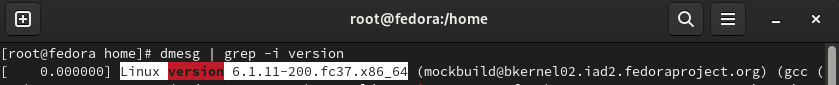 root@fedora:/home
[root@fedora home]# dmesg | grep -i version
[    0.000000] Linux version 6.1.11-200.fc37.x86_64 (mockbuild@bkernel02.iad2.fedoraproject.org) (gcc (